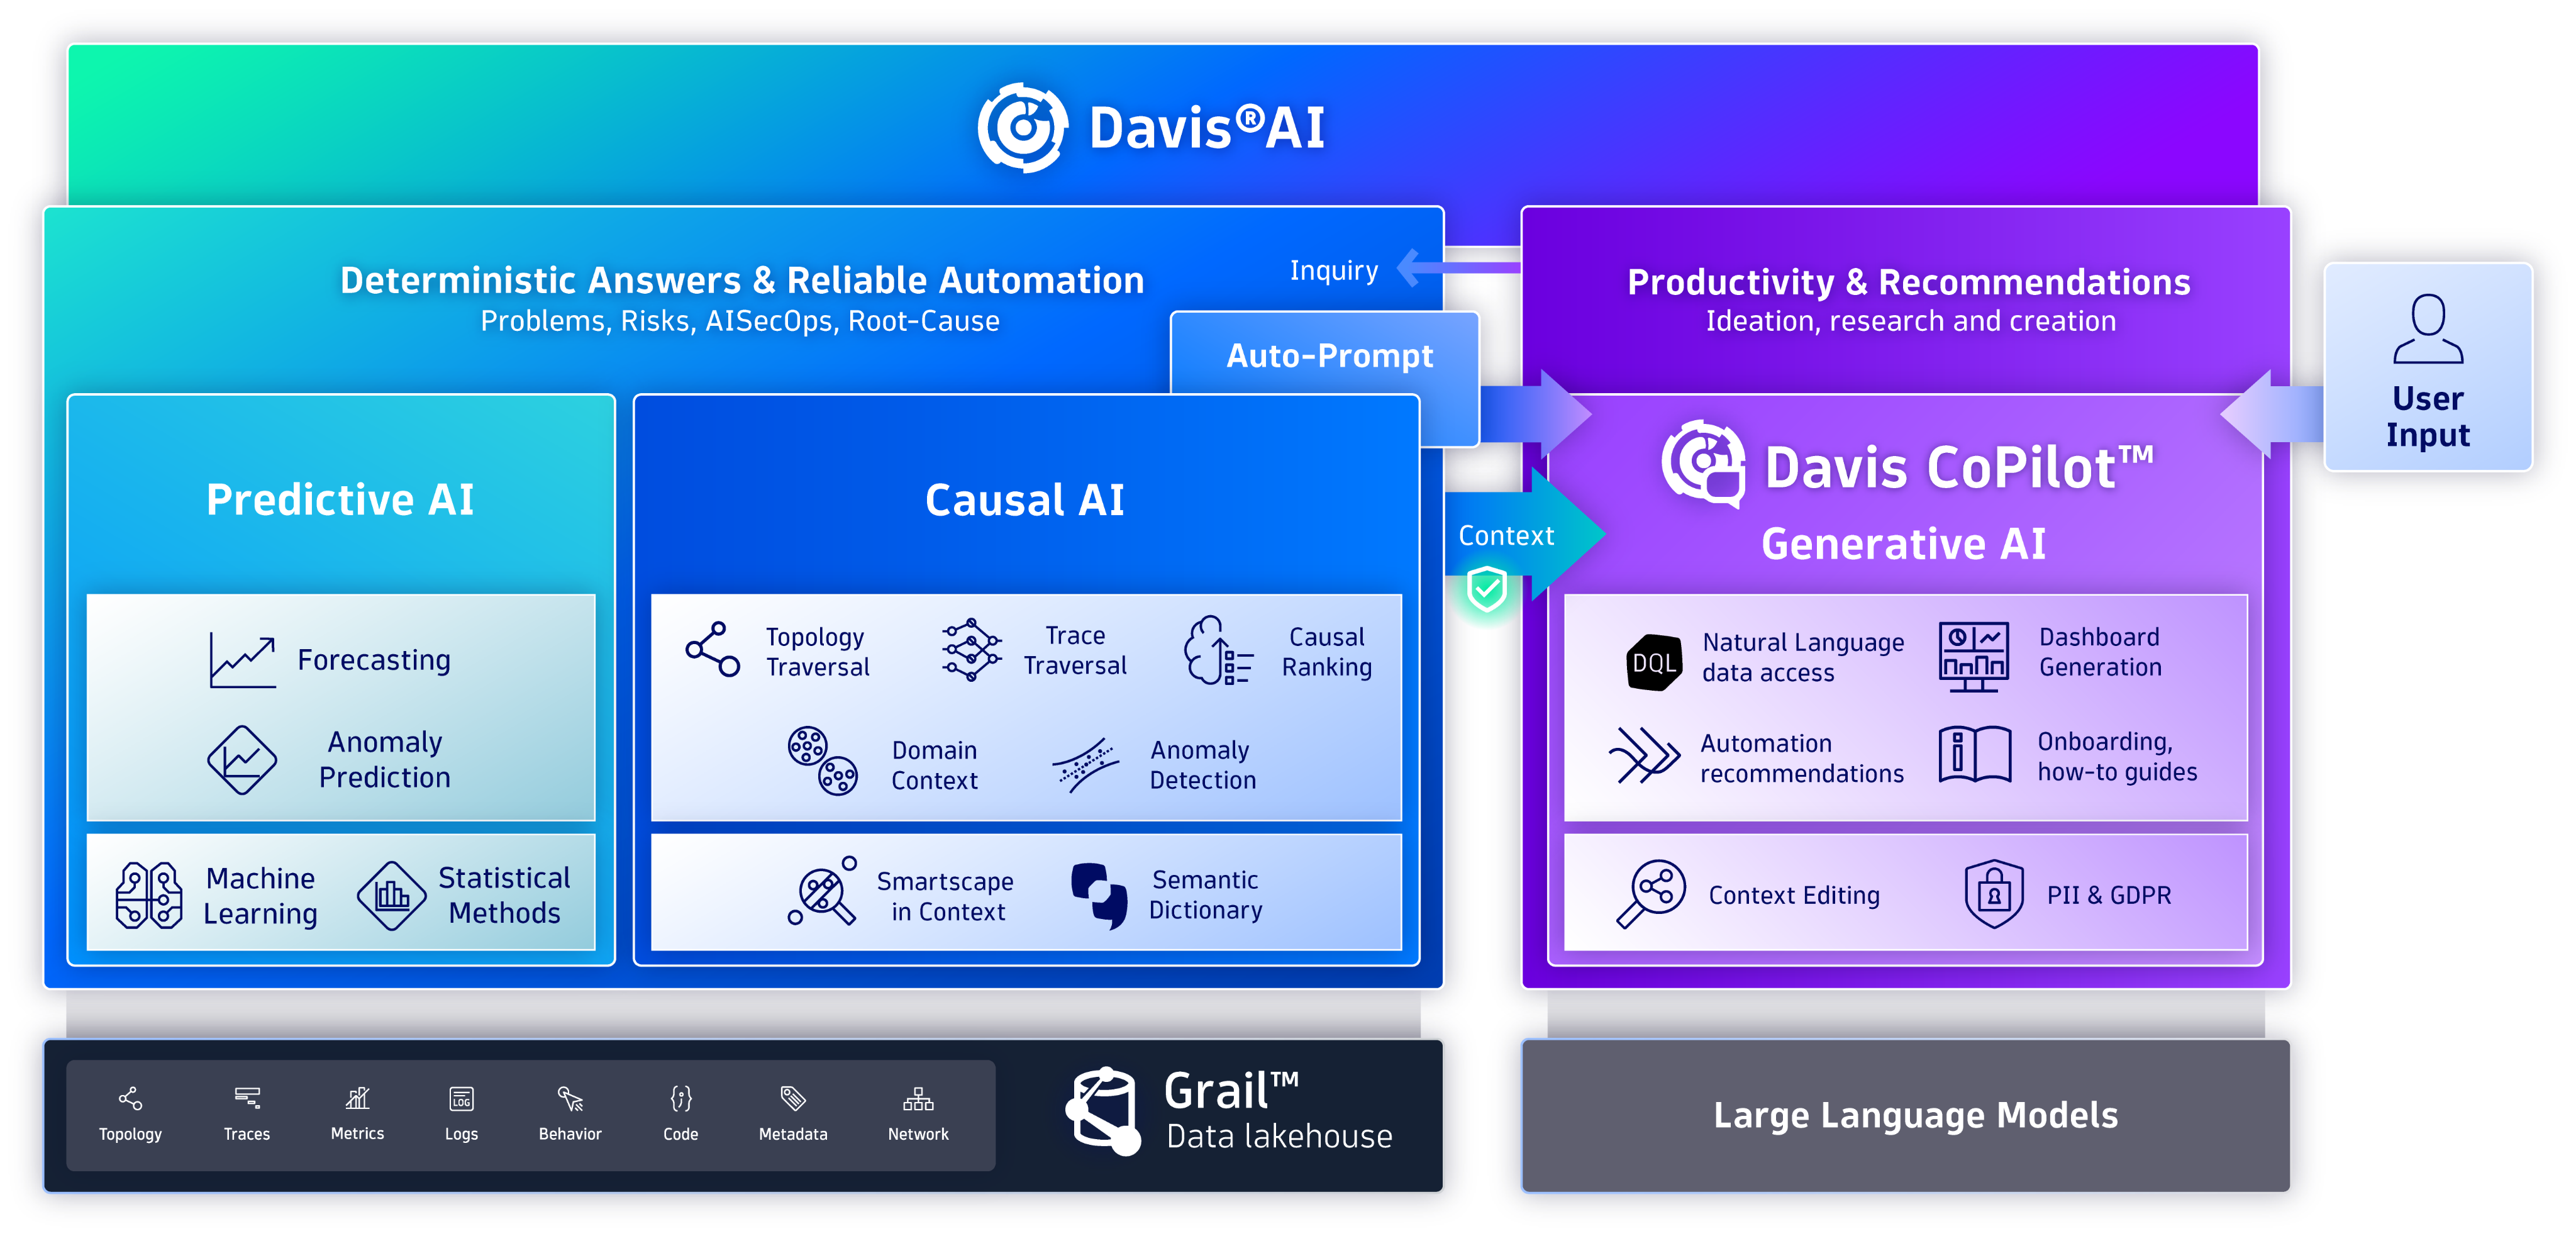 Davis®AI
Deterministic Answers & Reliable Automation
Problems, Risks, AISecOps, Root-Cause
Inquiry
Auto-Prompt
Productivity & Recommendations
Ideation, research and creation
User
Input
Predictive AI
Forecasting
Anomaly
Prediction
Machine
Learning
Statistical
Methods
Causal AI
Topology
Traversal
Trace
Traversal
Causal
Ranking
Domain
Context
Anomaly
Detection
Smartscape
in Context
Semantic
Dictionary
Context
Davis CoPilot™
Generative AI
DQL
Natural Language
data access
Dashboard
Generation
Automation
recommendations
Onboarding,
how-to guides
Context Editing
PII & GDPR
Topology
Traces
Metrics
LOG
Logs
Behavior
Code
Metadata
Network
Grail™
Data lakehouse
Large Language Models